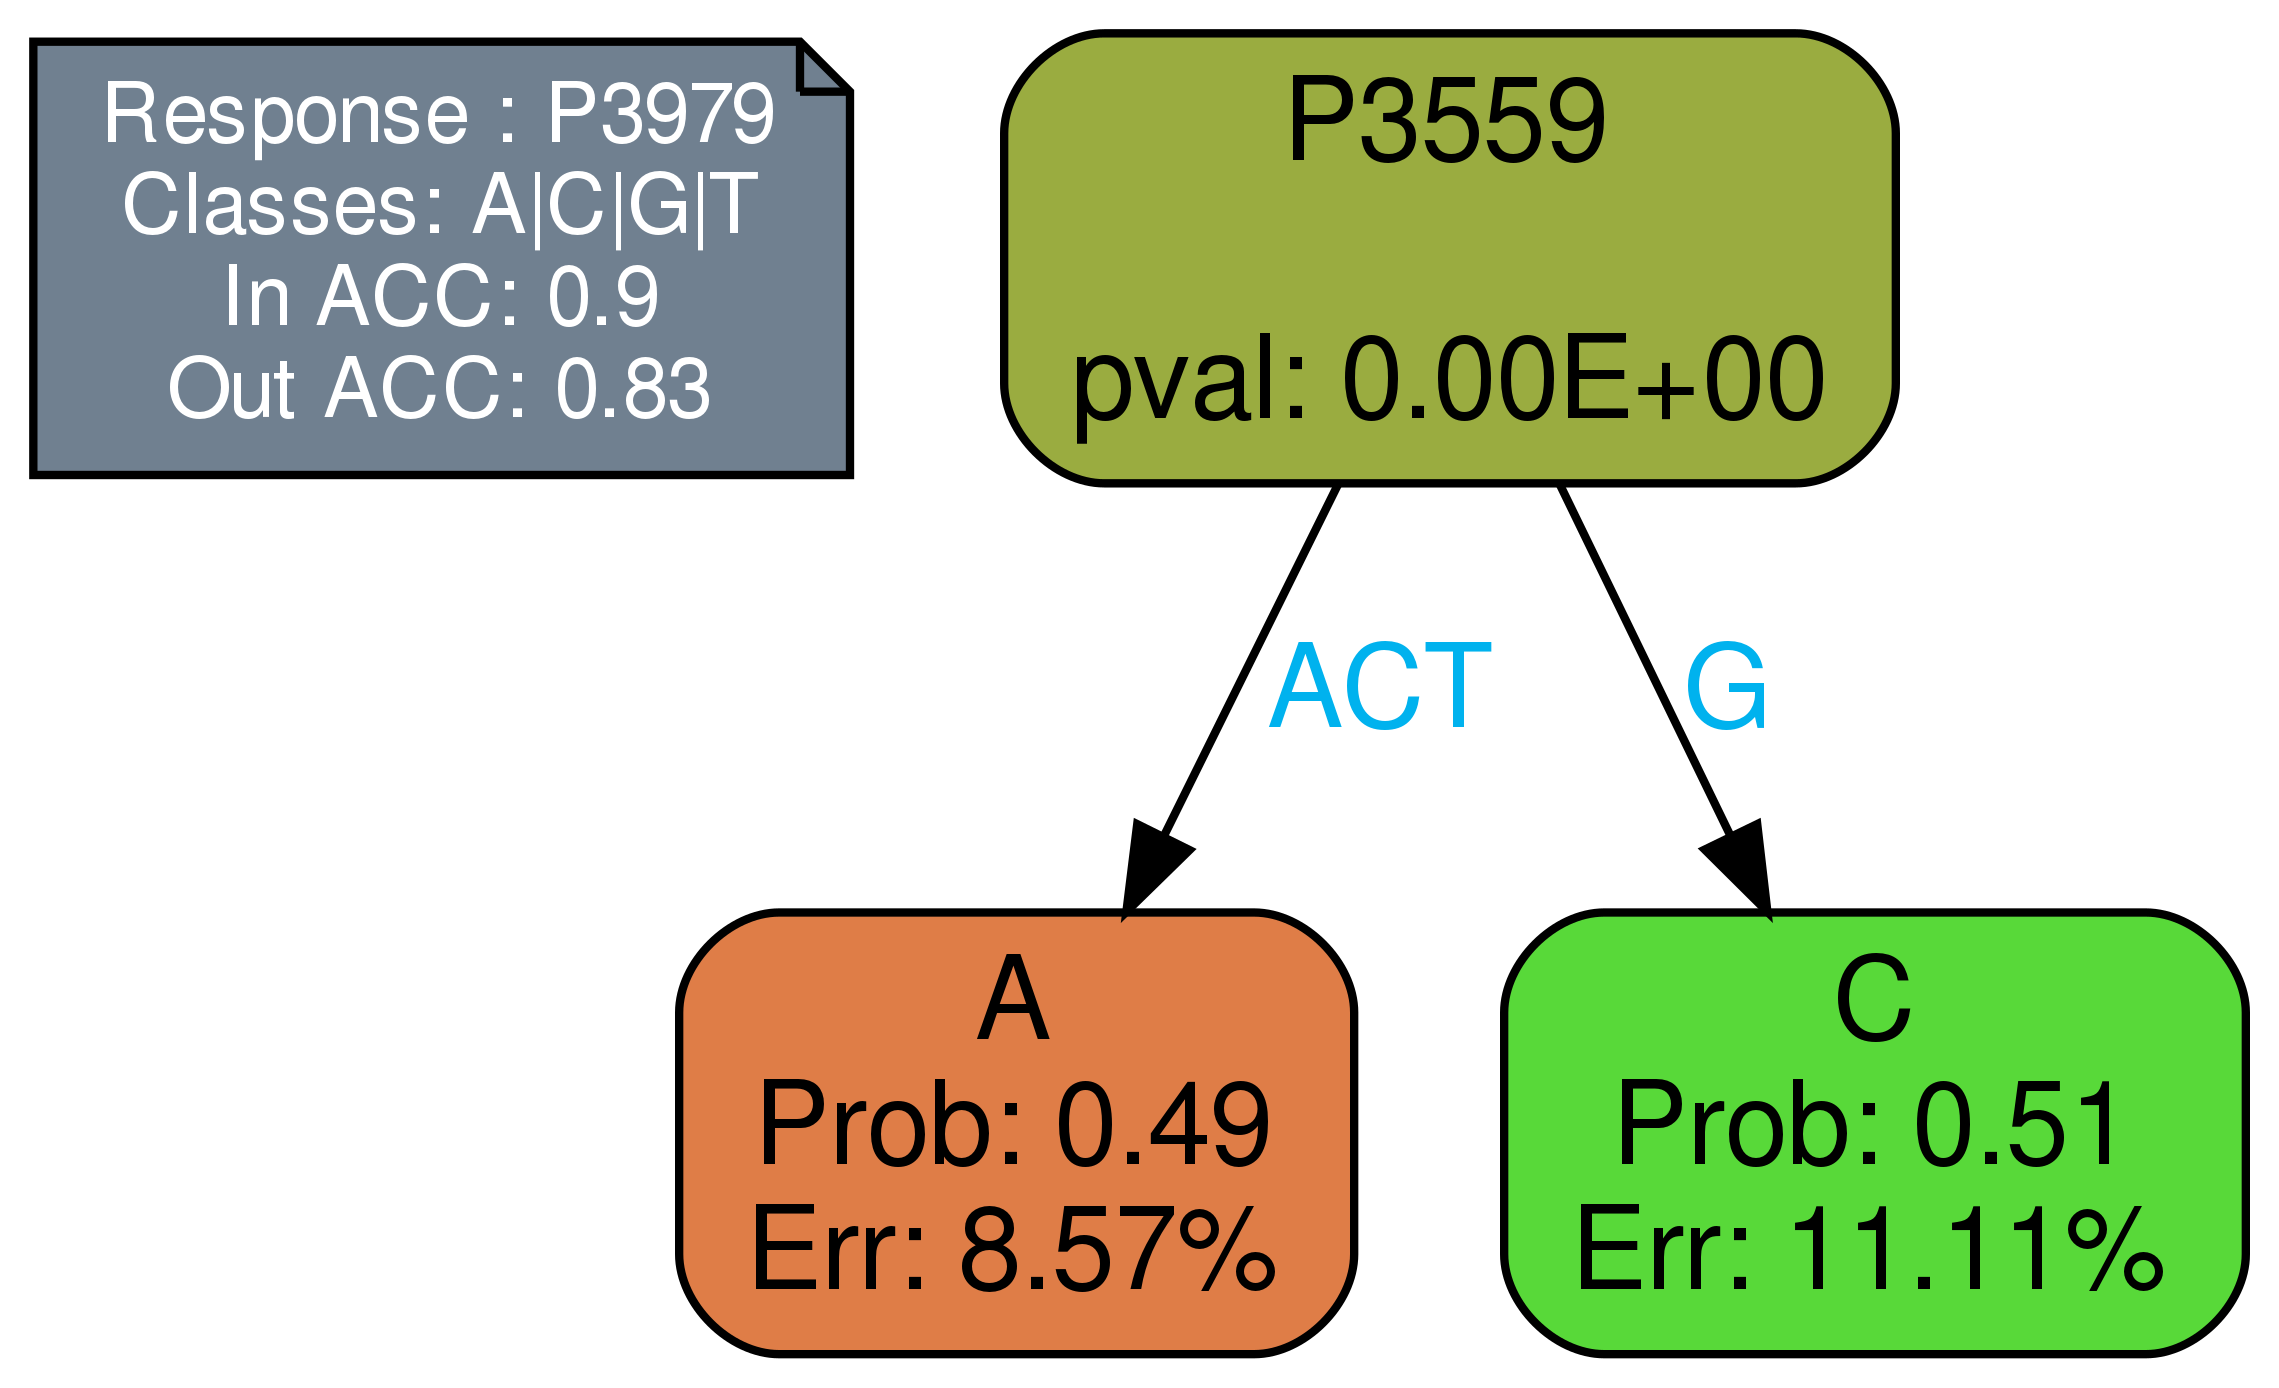 Response : P3979
Classes: A|C|G|T
In ACC: 0.9
Out ACC: 0.83
P3559
pval: 0.00E+00
ACT
G
A
Prob: 0.49
Err: 8.57%
C
Prob: 0.51
Err: 11.11%